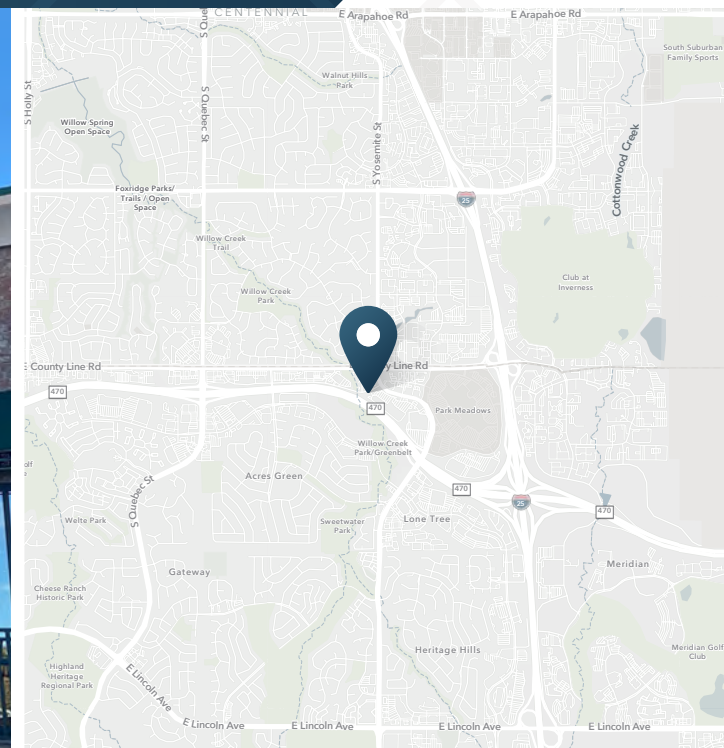 CENTENNIAL
E Arapahoe Rd
E Arapahoe Rd
South Suburban
Family Sports
S Holly St
S Quebec St
Walnut Hills
Park
Willow Spring
Open Space
S Yosemite St
Cottonwood Creek
Foxridge Parks/
Trails / Open
Space
25
Willow Creek
Trail
Willow Creek
Park
Club at
Inverness
E County Line Rd
Line Rd
470
470
Park Meadows
Willow Creek
Park/Greenbelt
Acres Green
S Quebec St
470
25
470
Welte Park
Sweetwater
Park
Lone Tree
Gateway
Meridian
Cheese Ranch
Historic Park
Heritage Hills
Meridian Golf
Club
Highland
Heritage
Regional Park
E Lincoln Ave
E Lincoln Ave
E Lincoln Ave
E Lincoln Ave
E Lincoln Ave